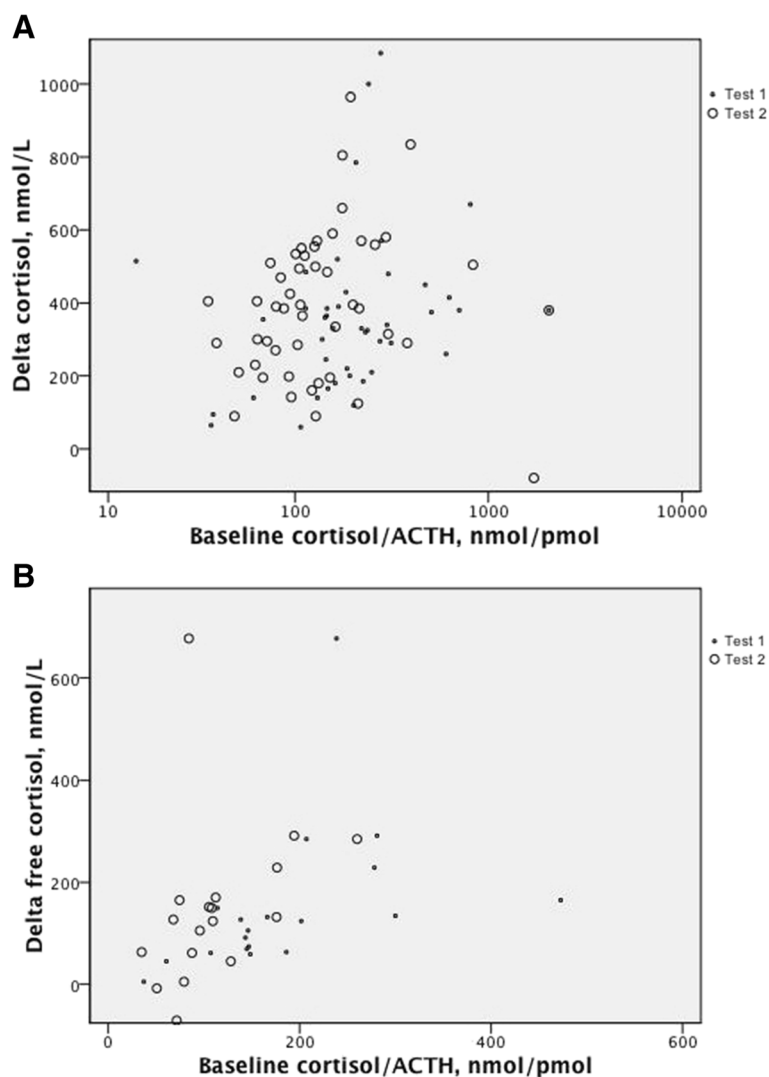 A
Delta cortisol, nmol/L
1000
800
600
400
200
0
10
100
1000
10000
Baseline cortisol/ACTH, nmol/pmol
Test 1
Test 2
B
Delta free cortisol, nmol/L
600
400
200
0
0
200
400
600
Baseline cortisol/ACTH, nmol/pmol
Test 1
Test 2